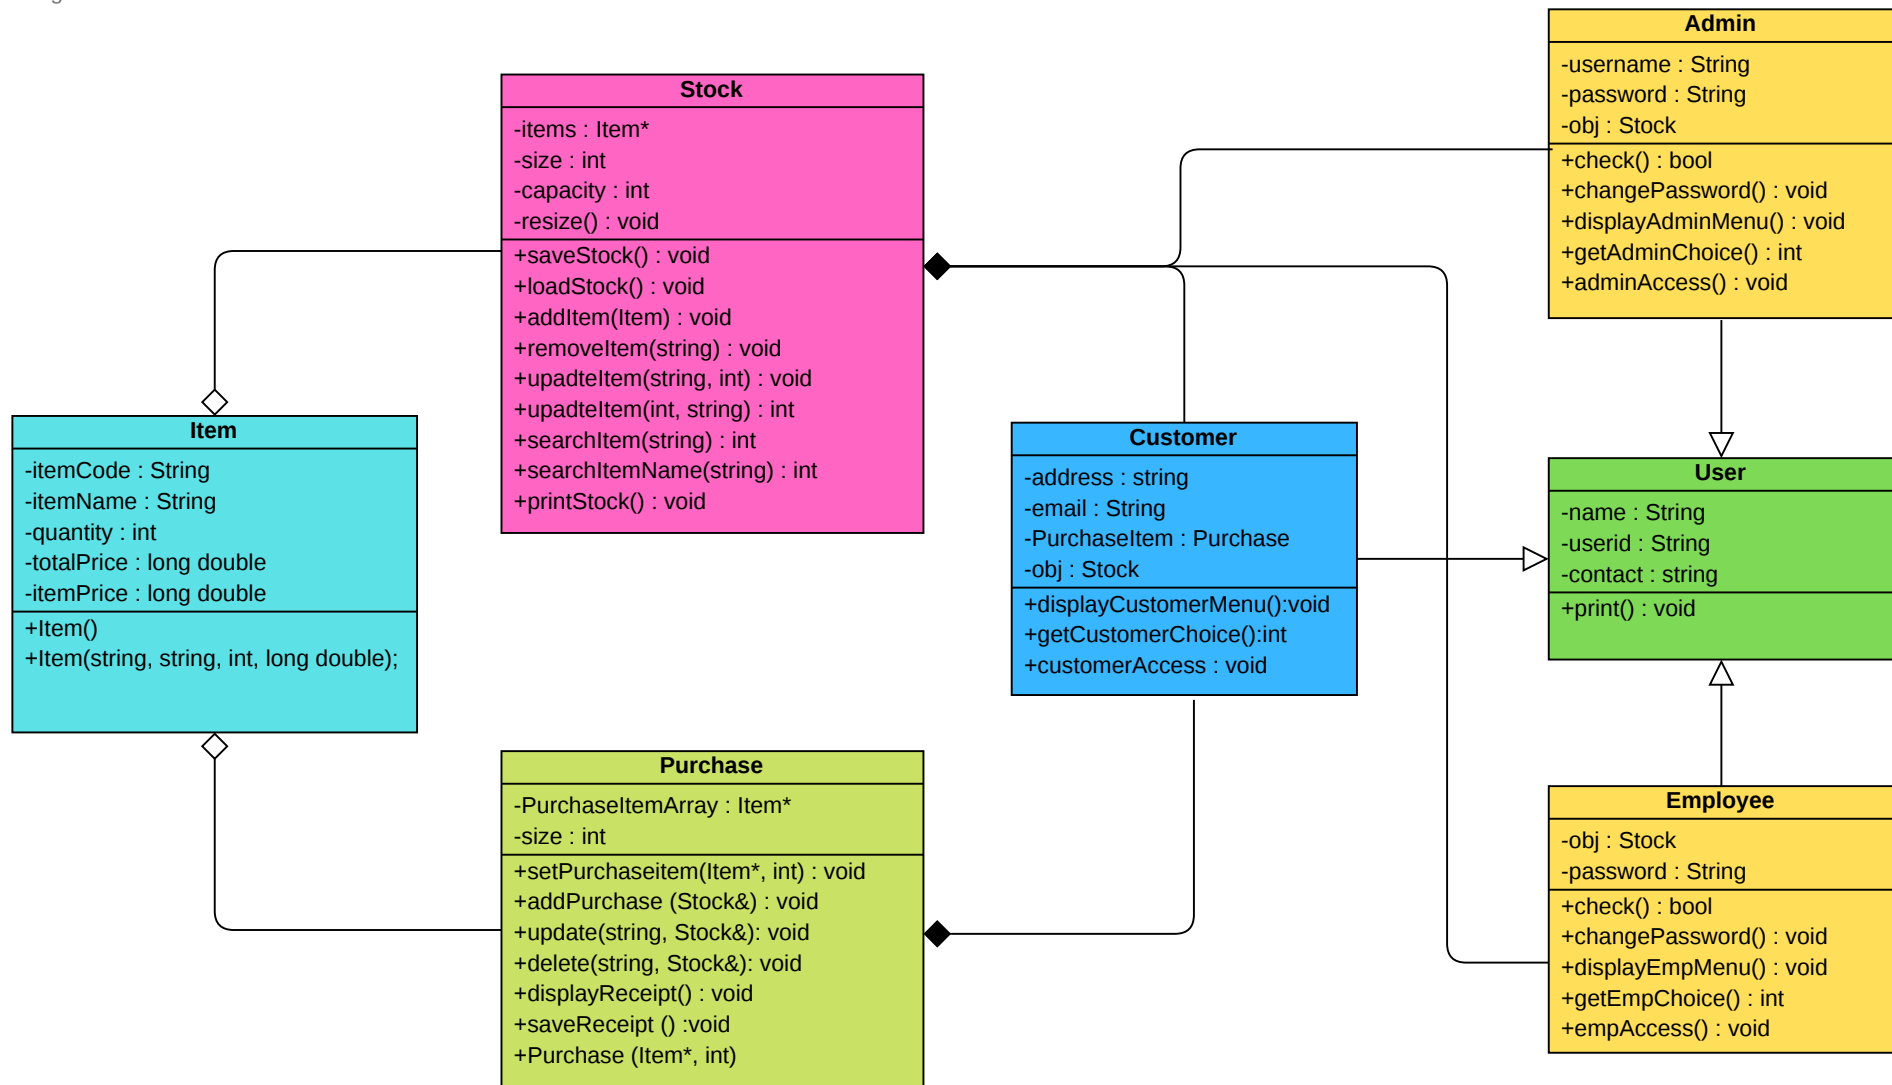 Stock
-items : Item*
-size : int
-capacity : int
-resize() : void
+saveStock() : void
+loadStock() : void
+addItem(Item) : void
+removeItem(string) : void
+upadteItem(string, int) : void
+upadteItem(int, string) : int
+searchItem(string) : int
+searchItemName(string) : int
+printStock() : void
Admin
-username : String
-password : String
-obj : Stock
+check() : bool
+changePassword() : void
+displayAdminMenu() : void
+getAdminChoice() : int
+adminAccess() : void
Item
-itemCode : String
-itemName : String
-quantity : int
-totalPrice : long double
-itemPrice : long double
+Item()
+Item(string, string, int, long double);
Customer
-address : string
-email : String
-PurchaseItem : Purchase
-obj : Stock
+displayCustomerMenu():void
+getCustomerChoice():int
+customerAccess : void
User
-name : String
-userid : String
-contact : string
+print() : void
Purchase
-PurchaseItemArray : Item*
-size : int
+setPurchaseitem(Item*, int) : void
+addPurchase (Stock&) : void
+update(string, Stock&): void
+delete(string, Stock&): void
+displayReceipt() : void
+saveReceipt () :void
+Purchase (Item*, int)
Employee
-obj : Stock
-password : String
+check() : bool
+changePassword() : void
+displayEmpMenu() : void
+getEmpChoice() : int
+empAccess() : void